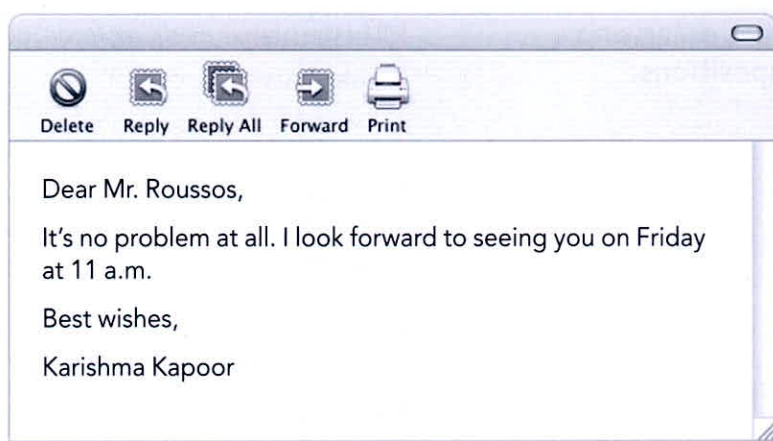 Delete Reply Reply All Forward Print
Dear Mr. Roussos,
It's no problem at all. I look forward to seeing you on Friday
at 11 a.m.
Best wishes,
Karishma Kapoor